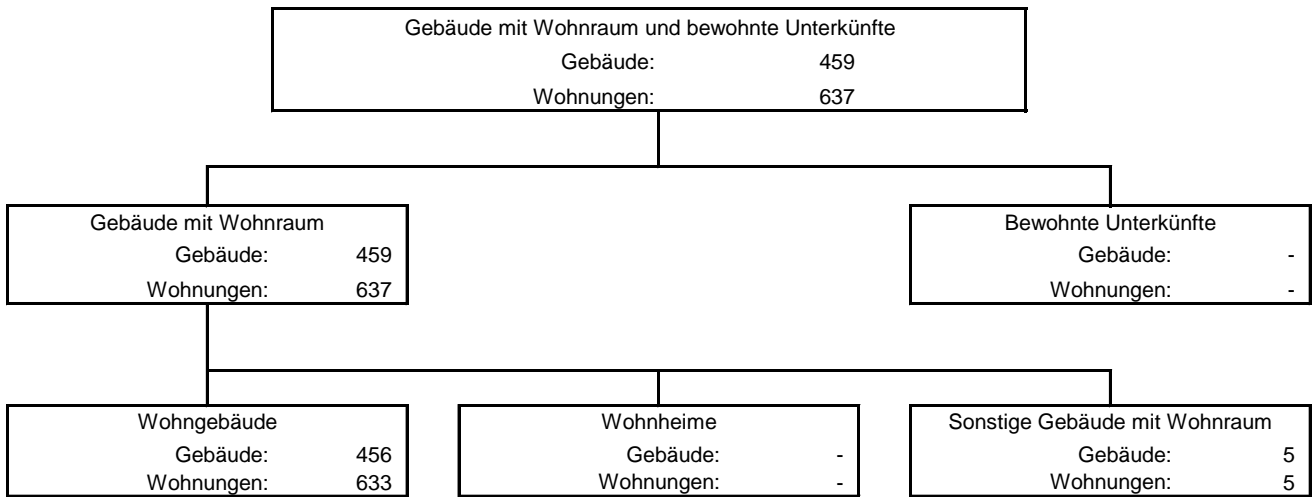 Gebäude mit Wohnraum und bewohnte Unterkünfte
Gebäude: 459
Wohnungen: 637
Gebäude mit Wohnraum
Gebäude: 459
Wohnungen: 637
Bewohnte Unterkünfte
Gebäude: -
Wohnungen: -
Wohngebäude
Gebäude: 456
Wohnungen: 633
Wohnheime
Gebäude: -
Wohnungen: -
Sonstige Gebäude mit Wohnraum
Gebäude: 5
Wohnungen: 5